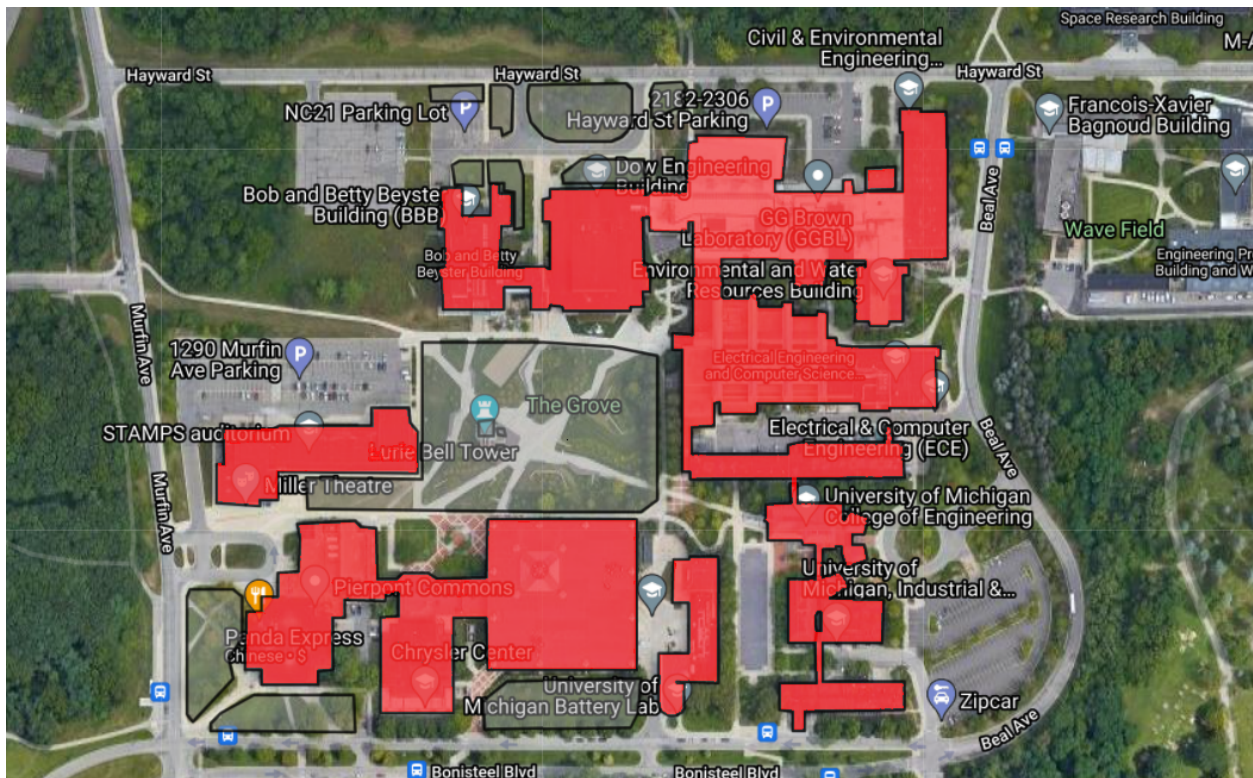 Space Research Building
Civil & Environmental
Engineering...
M-A
Hayward St
Hayward St
Hayward St
NC21 Parking Lot
2182-2306
Hayward St Parking
Francois-Xavier
Bagnoud Building
Dow Engineering
Building
Bob and Betty Beyste
Building (BBB)
GG Brown
Laboratory (GGBL)
Beal Ave
Wave Field
Bob and Betty
Beyster Building
Environmental and Water
Resources Building
Engineering Pr
Building and W
Murfin Ave
1290 Murfin
Ave Parking
Electrical Engineering
and Computer Science...
The Grove
STAMPS auditorium
Lurie Bell Tower
Electrical & Computer
Engineering (ECE)
Beal Ave
Miller Theatre
Murfin Ave
University of Michigan
College of Engineering
Pierpont Commons
University of
Michigan, Industrial &...
Panda Express
Chinese • $
Chrysler Center
University of
Michigan Battery Lab
Zipcar
Beal Ave
Bonisteel Blvd
Bonisteel Blvd